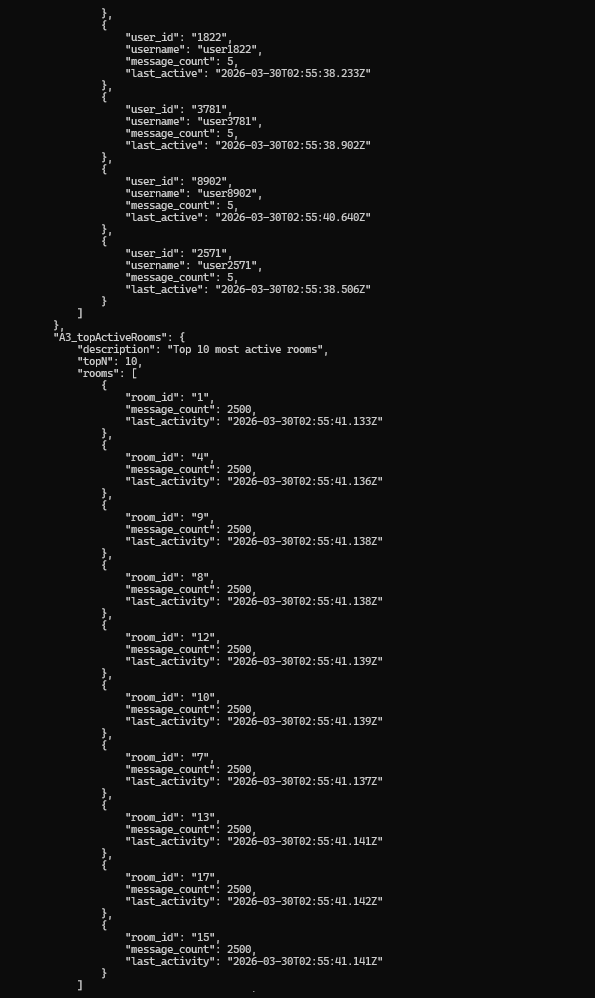 },
        {
            "user_id": "1822",
            "username": "user1822",
            "message_count": 5,
            "last_active": "2026-03-30T02:55:38.233Z"
        },
        {
            "user_id": "3781",
            "username": "user3781",
            "message_count": 5,
            "last_active": "2026-03-30T02:55:38.902Z"
        },
        {
            "user_id": "8902",
            "username": "user8902",
            "message_count": 5,
            "last_active": "2026-03-30T02:55:40.640Z"
        },
        {
            "user_id": "2571",
            "username": "user2571",
            "message_count": 5,
            "last_active": "2026-03-30T02:55:38.506Z"
        }
    ]
},
"A3_topActiveRooms": {
    "description": "Top 10 most active rooms",
    "topN": 10,
    "rooms": [
        {
            "room_id": "1",
            "message_count": 2500,
            "last_activity": "2026-03-30T02:55:41.133Z"
        },
        {
            "room_id": "4",
            "message_count": 2500,
            "last_activity": "2026-03-30T02:55:41.136Z"
        },
        {
            "room_id": "9",
            "message_count": 2500,
            "last_activity": "2026-03-30T02:55:41.138Z"
        },
        {
            "room_id": "8",
            "message_count": 2500,
            "last_activity": "2026-03-30T02:55:41.138Z"
        },
        {
            "room_id": "12",
            "message_count": 2500,
            "last_activity": "2026-03-30T02:55:41.139Z"
        },
        {
            "room_id": "10",
            "message_count": 2500,
            "last_activity": "2026-03-30T02:55:41.139Z"
        },
        {
            "room_id": "7",
            "message_count": 2500,
            "last_activity": "2026-03-30T02:55:41.137Z"
        },
        {
            "room_id": "13",
            "message_count": 2500,
            "last_activity": "2026-03-30T02:55:41.141Z"
        },
        {
            "room_id": "17",
            "message_count": 2500,
            "last_activity": "2026-03-30T02:55:41.142Z"
        },
        {
            "room_id": "15",
            "message_count": 2500,
            "last_activity": "2026-03-30T02:55:41.141Z"
        }
    ]